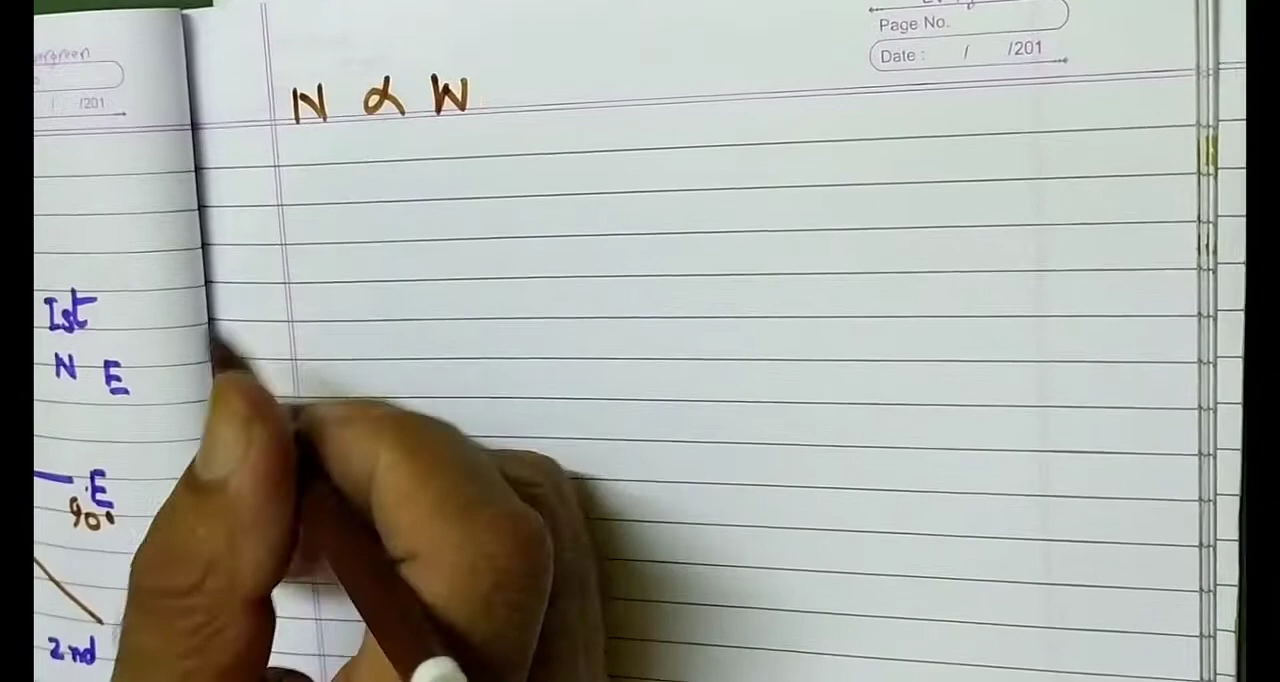 Page No.
Date : / /201
/ /201
N α W
Ist
N E
E
90°
2nd